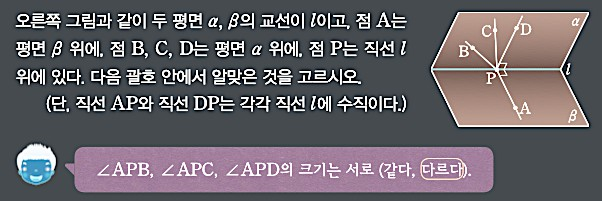 오른쪽 그림과 같이 두 평면 α, β의 교선이 l이고, 점 A는
평면 β 위에, 점 B, C, D는 평면 α 위에, 점 P는 직선 l
위에 있다. 다음 괄호 안에서 알맞은 것을 고르시오.
(단, 직선 AP와 직선 DP는 각각 직선 l에 수직이다.)
α
C
D
B
P
l
A
β
∠APB, ∠APC, ∠APD의 크기는 서로 (같다, 다르다).